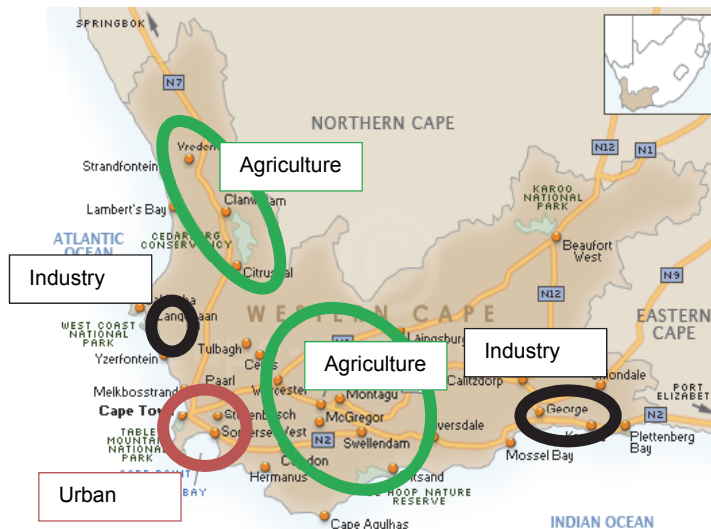 SPRINGBOK
N7
NORTHERN CAPE
N12
N1
Agriculture
Strandfontein
Clanwilliam
KAROO
NATIONAL
PARK
Lambert's Bay
CEDARBERG
CONSERVANCY
ATLANTIC
OCEAN
Beaufort
West
Citrusdal
N9
Industry
N12
Langebaan
WEST COAST
NATIONAL
PARK
WESTERN CAPE
EASTERN
CAPE
Laingsburg
Industry
Yzerfontein
Tulbagh
Ceres
Agriculture
Calitzdorp
Uniondale
Paarl
Worcester
Montagu
PORT
ELIZABETH
Melkbosstrand
McGregor
George
N2
Cape Town
Stellenbosch
Riversdale
Plettenberg
Bay
TABLE
MOUNTAIN
NATIONAL
PARK
Somerset West
N2
Swellendam
Mossel Bay
Caledon
Hermanus
DE HOOP NATURE
RESERVE
Urban
BAY
Cape Agulhas
INDIAN OCEAN